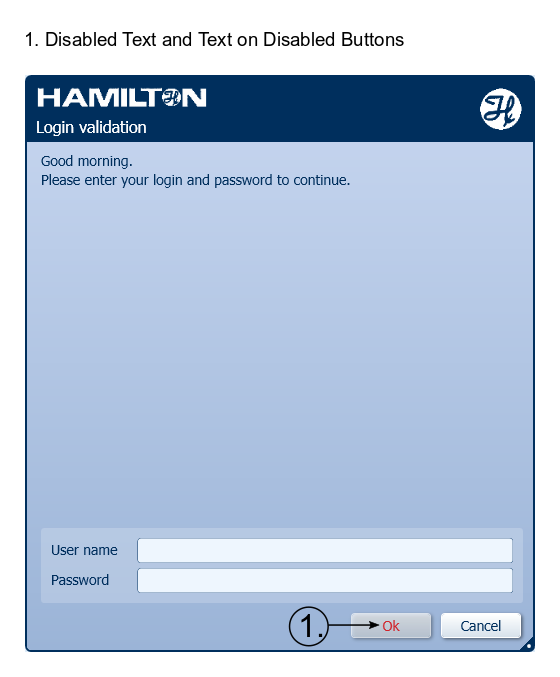 1. Disabled Text and Text on Disabled Buttons
HAMILTON
Login validation
Good morning.
Please enter your login and password to continue.
User name
Password
1.
Ok
Cancel